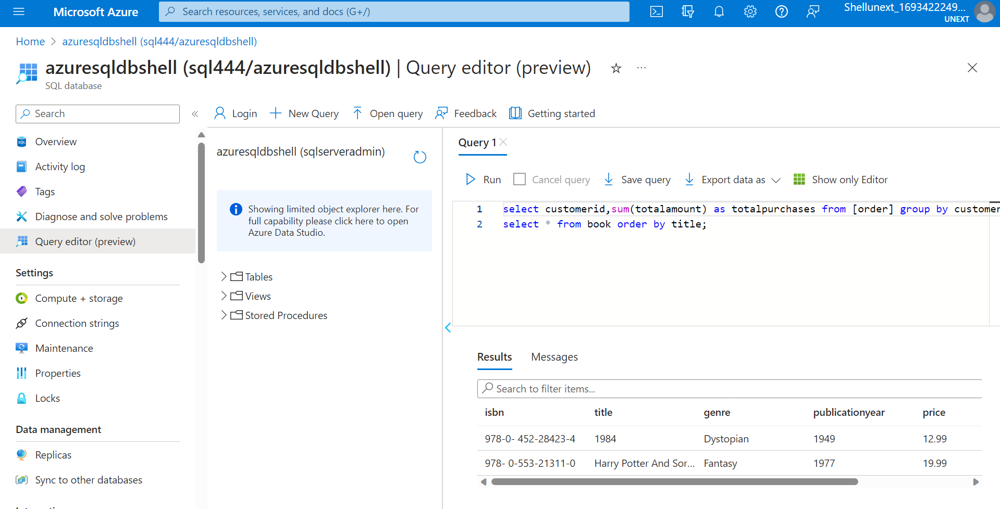 Microsoft Azure
Search resources, services, and docs (G+/)
Shellunext_1693422249...
UNEXT
Home > azuresqldbshell (sql444/azuresqldbshell)
azuresqldbshell (sql444/azuresqldbshell) | Query editor (preview)
SQL database
Search
Login
New Query
Open query
Feedback
Getting started
SQL
Overview
Activity log
Tags
Diagnose and solve problems
Query editor (preview)
Settings
Compute + storage
Connection strings
Maintenance
Properties
Locks
Data management
Replicas
Sync to other databases
azuresqldbshell (sqlserveradmin)
Showing limited object explorer here. For
full capability please click here to open
Azure Data Studio.
Tables
Views
Stored Procedures
Query 1
Run
Cancel query
Save query
Export data as
Show only Editor
1 select customerid,sum(totalamount) as totalpurchases from [order] group by customer
2 select * from book order by title;
Results
Messages
Search to filter items...
isbn title genre publicationyear price
978-0- 452-28423-4 1984 Dystopian 1949 12.99
978- 0-553-21311-0 Harry Potter And Sor... Fantasy 1977 19.99